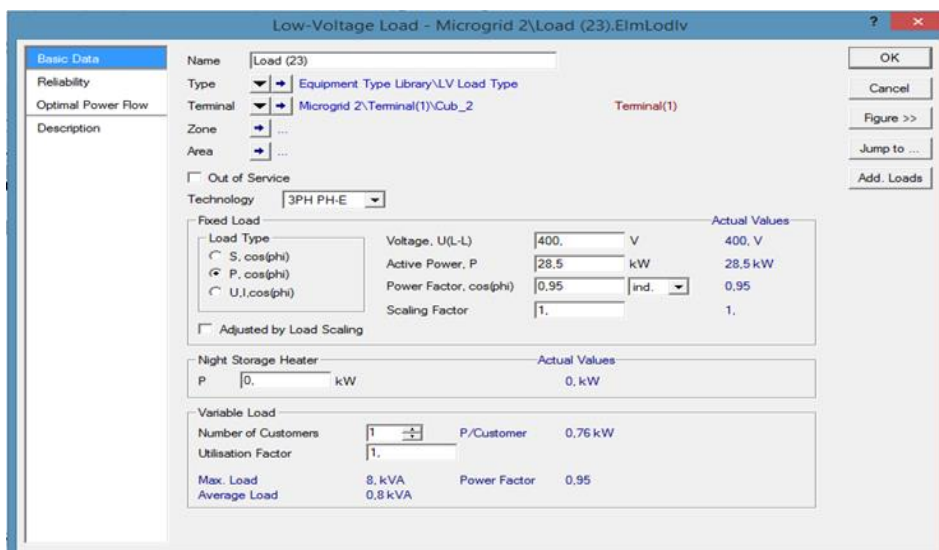 Low-Voltage Load - Microgrid 2\Load (23).ElmLodlv ?
Basic Data
Reliability
Optimal Power Flow
Description
Name Load (23)
Type Equipment Type Library\LV Load Type
Terminal Microgrid 2\Terminal(1)\Cub_2 Terminal(1)
Zone ...
Area ...
Out of Service
Technology 3PH PH-E
Fixed Load Actual Values
Load Type
S, cos(phi)
P, cos(phi)
U,I,cos(phi)
Voltage, U(L-L) 400, V 400, V
Active Power, P 28,5 kW 28,5 kW
Power Factor, cos(phi) 0,95 ind. 0,95
Scaling Factor 1, 1,
Adjusted by Load Scaling
Night Storage Heater Actual Values
P 0, kW 0, kW
Variable Load
Number of Customers 1 P/Customer 0,76 kW
Utilisation Factor 1,
Max. Load 8, kVA Power Factor 0,95
Average Load 0,8 kVA
OK
Cancel
Figure >>
Jump to ...
Add. Loads